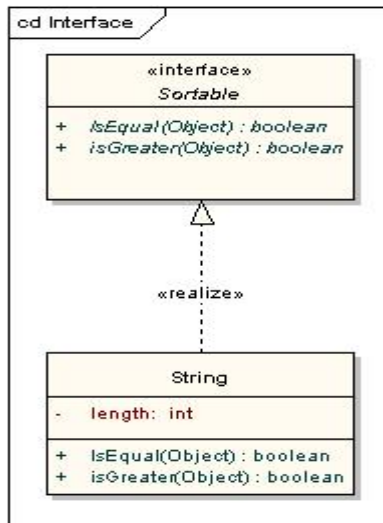 cd Interface
«interface»
Sortable
+ IsEqual(Object) : boolean
+ isGreater(Object) : boolean
«realize»
String
- length: int
+ IsEqual(Object) : boolean
+ isGreater(Object) : boolean